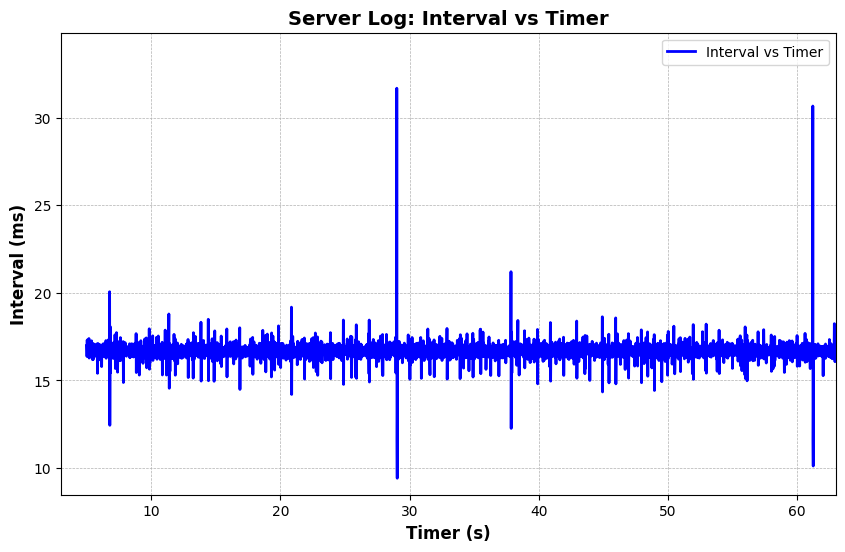 Server Log: Interval vs Timer
Interval vs Timer
30
25
20
15
10
Interval (ms)
10 20 30 40 50 60
Timer (s)